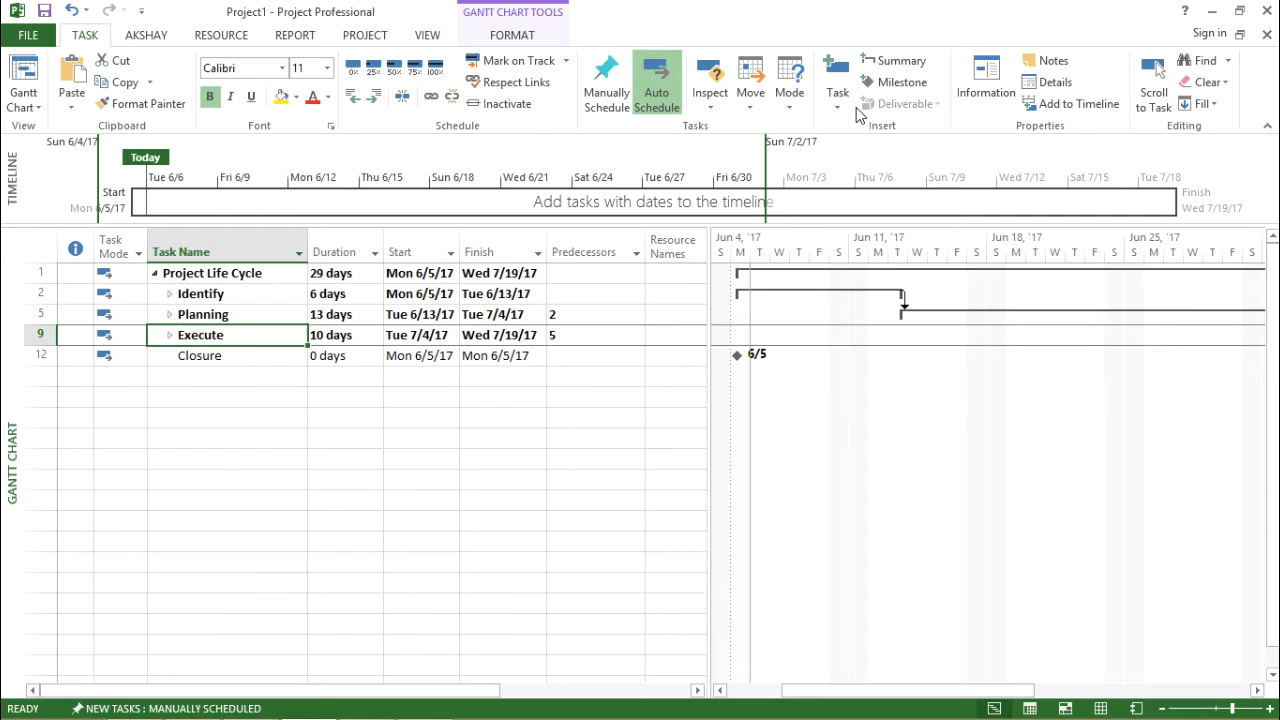 Project1 - Project Professional
GANTT CHART TOOLS
?
FILE TASK AKSHAY RESOURCE REPORT PROJECT VIEW FORMAT Sign in
Gantt Chart
View
Paste
Cut
Copy
Format Painter
Clipboard
Calibri 11
B I U A
Font
0% 25% 50% 75% 100%
Mark on Track
Respect Links
Inactivate
Schedule
Manually Schedule
Auto Schedule
Inspect
Move
Mode
Tasks
Task
Summary
Milestone
Deliverable
Insert
Information
Notes
Details
Add to Timeline
Properties
Scroll to Task
Find
Clear
Fill
Editing
TIMELINE
Sun 6/4/17 Sun 7/2/17
Today
Tue 6/6 Fri 6/9 Mon 6/12 Thu 6/15 Sun 6/18 Wed 6/21 Sat 6/24 Tue 6/27 Fri 6/30 Mon 7/3 Thu 7/6 Sun 7/9 Wed 7/12 Sat 7/15 Tue 7/18
Start
Mon 6/5/17
Add tasks with dates to the timeline
Finish
Wed 7/19/17
GANTT CHART
Task Mode Task Name Duration Start Finish Predecessors Resource Names
Jun 4, '17 Jun 11, '17 Jun 18, '17 Jun 25, '17
S M T W T F S S M T W T F S S M T W T F S S M T W T F S
1 Project Life Cycle 29 days Mon 6/5/17 Wed 7/19/17
2 Identify 6 days Mon 6/5/17 Tue 6/13/17
5 Planning 13 days Tue 6/13/17 Tue 7/4/17 2
9 Execute 10 days Tue 7/4/17 Wed 7/19/17 5
12 Closure 0 days Mon 6/5/17 Mon 6/5/17
6/5
READY NEW TASKS : MANUALLY SCHEDULED